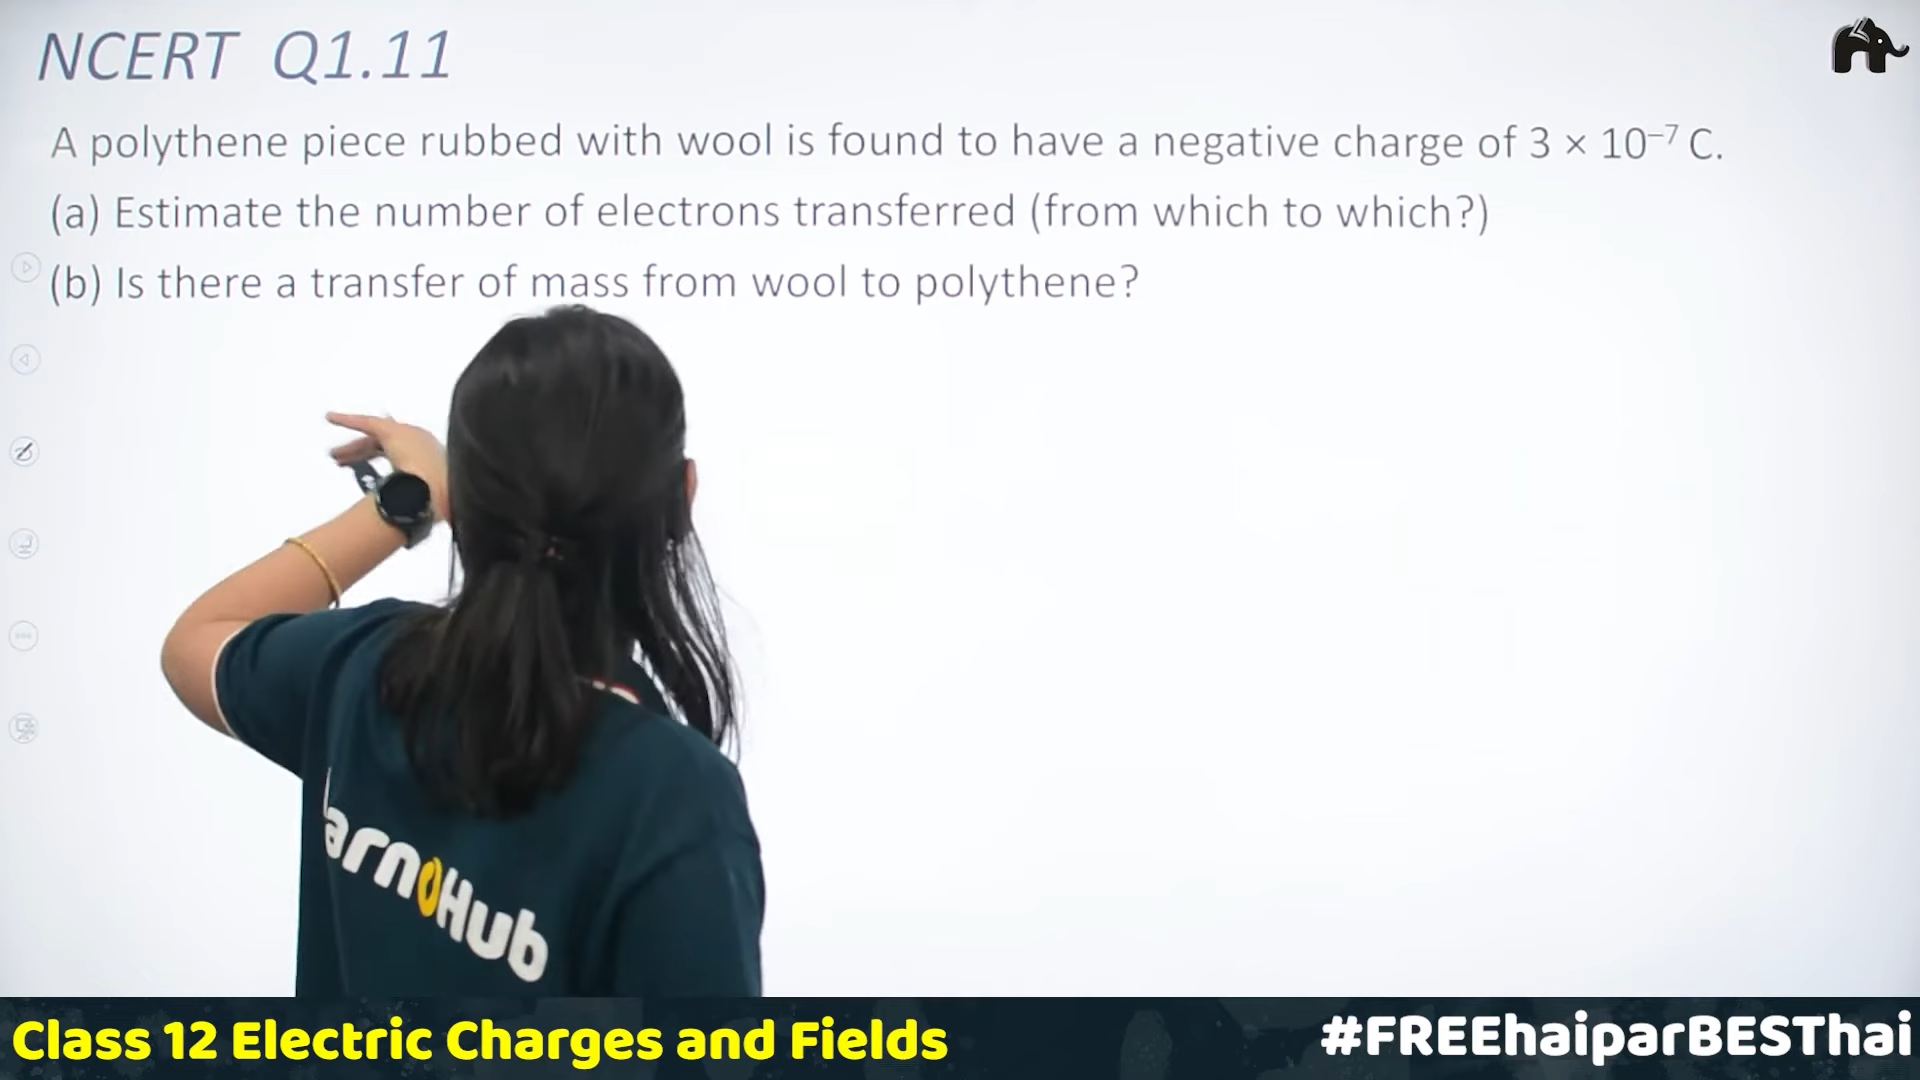 NCERT Q1.11
A polythene piece rubbed with wool is found to have a negative charge of 3 × 10⁻⁷ C.
(a) Estimate the number of electrons transferred (from which to which?)
(b) Is there a transfer of mass from wool to polythene?
arnoHub
Class 12 Electric Charges and Fields
#FREEhaiparBESThai